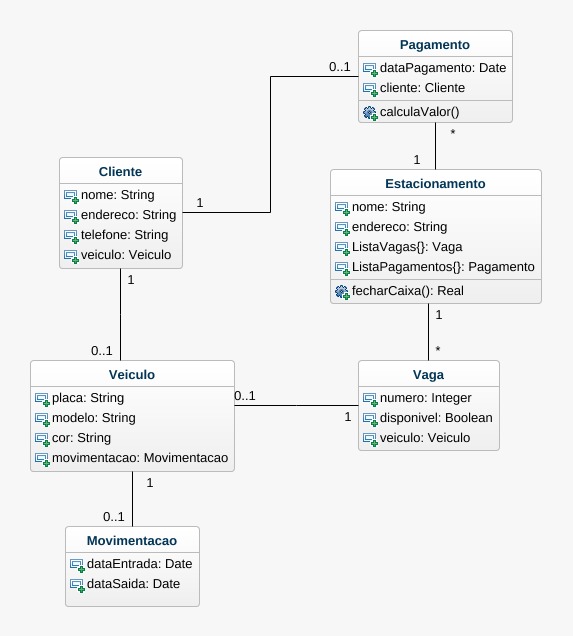 Pagamento
0..1
dataPagamento: Date
cliente: Cliente
calculaValor()
*
1
Cliente
nome: String
endereco: String
telefone: String
veiculo: Veiculo
1
1
Estacionamento
nome: String
endereco: String
ListaVagas{}: Vaga
ListaPagamentos{}: Pagamento
fecharCaixa(): Real
1
*
0..1
Veiculo
placa: String
modelo: String
cor: String
movimentacao: Movimentacao
0..1
1
Vaga
numero: Integer
disponivel: Boolean
veiculo: Veiculo
1
0..1
Movimentacao
dataEntrada: Date
dataSaida: Date